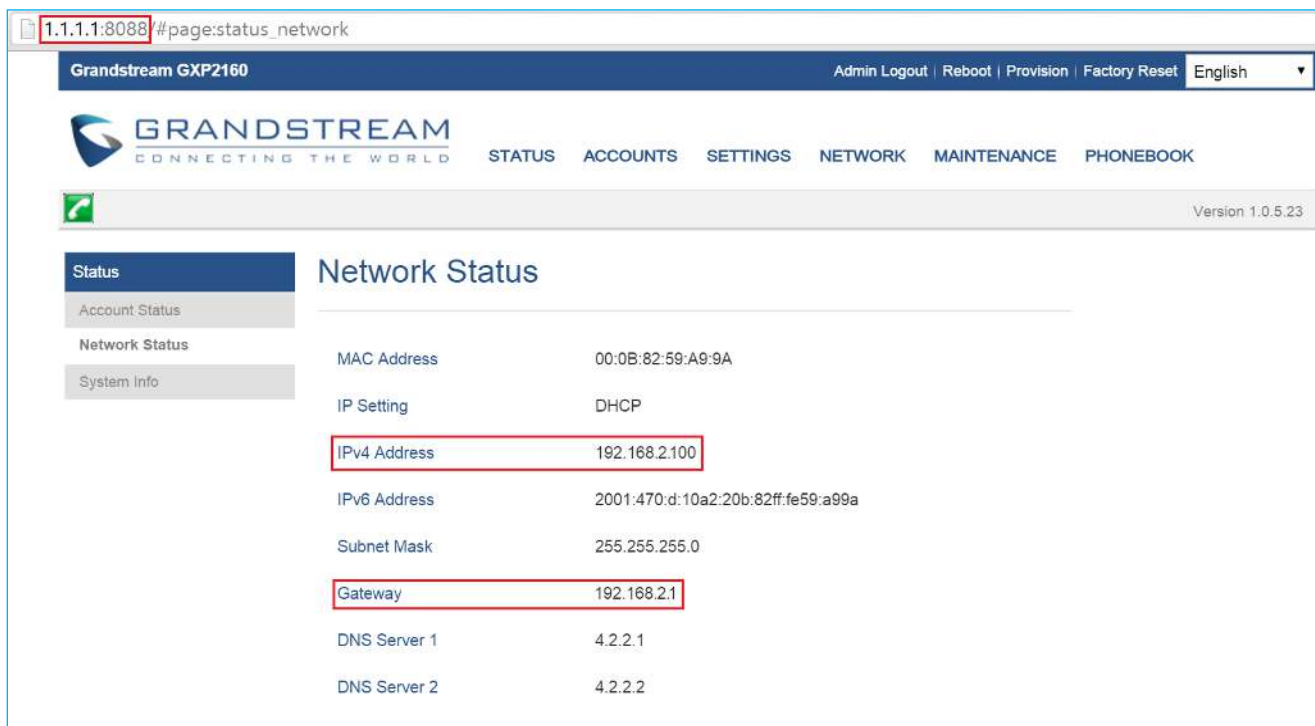 1.1.1.1:8088/#page:status_network
Grandstream GXP2160 Admin Logout | Reboot | Provision | Factory Reset English
GRANDSTREAM
CONNECTING THE WORLD
STATUS ACCOUNTS SETTINGS NETWORK MAINTENANCE PHONEBOOK
Version 1.0.5.23
Status
Account Status
Network Status
System Info
Network Status
MAC Address 00:0B:82:59:A9:9A
IP Setting DHCP
IPv4 Address 192.168.2.100
IPv6 Address 2001:470:d:10a2:20b:82ff:fe59:a99a
Subnet Mask 255.255.255.0
Gateway 192.168.2.1
DNS Server 1 4.2.2.1
DNS Server 2 4.2.2.2